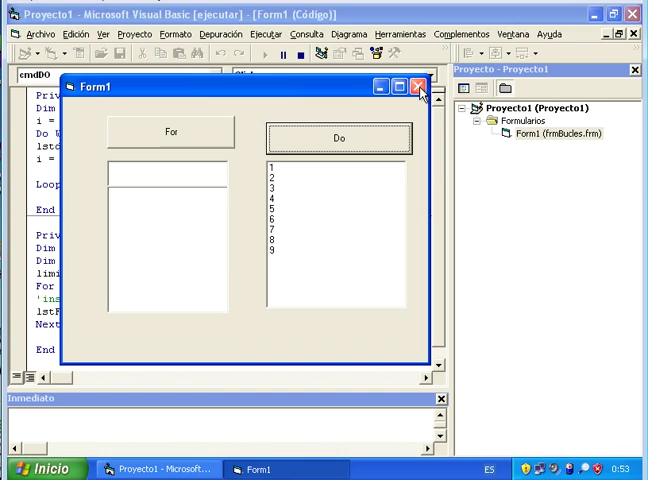 Proyecto1 - Microsoft Visual Basic [ejecutar] - [Form1 (Código)]
Archivo Edición Ver Proyecto Formato Depuración Ejecutar Consulta Diagrama Herramientas Complementos Ventana Ayuda
cmdDO
Form1
For
Do
1
2
3
4
5
6
7
8
9
Priv
Dim
i =
Do W
lstd
i =
Loop
End
Priv
Dim
Dim
limi
For
'ins
lstF
Next
End
Proyecto - Proyecto1
Proyecto1 (Proyecto1)
Formularios
Form1 (frmBucles.frm)
Inmediato
Inicio
Proyecto1 - Microsoft...
Form1
ES
0:53